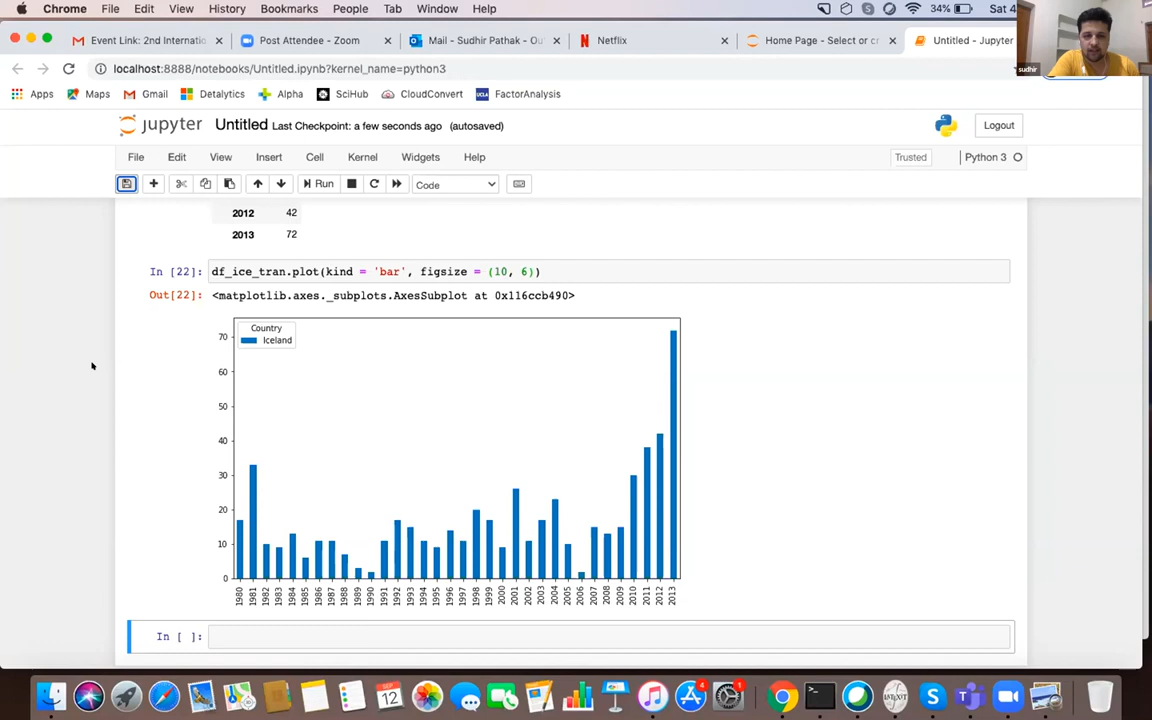 Chrome File Edit View History Bookmarks People Tab Window Help 34% Sat 4
Event Link: 2nd Internatio Post Attendee - Zoom Mail - Sudhir Pathak - Ou Netflix Home Page - Select or cr Untitled - Jupyter
sudhir
localhost:8888/notebooks/Untitled.ipynb?kernel_name=python3
Apps Maps Gmail Detalytics Alpha SciHub CloudConvert UCLA FactorAnalysis
jupyter Untitled Last Checkpoint: a few seconds ago (autosaved) Logout
File Edit View Insert Cell Kernel Widgets Help Trusted Python 3
Run Code
2012 42
2013 72
In [22]: df_ice_tran.plot(kind = 'bar', figsize = (10, 6))
Out[22]: <matplotlib.axes._subplots.AxesSubplot at 0x116ccb490>
Country
Iceland
70
60
50
40
30
20
10
0
1980 1981 1982 1983 1984 1985 1986 1987 1988 1989 1990 1991 1992 1993 1994 1995 1996 1997 1998 1999 2000 2001 2002 2003 2004 2005 2006 2007 2008 2009 2010 2011 2012 2013
In [ ]:
SEP
12
4
1